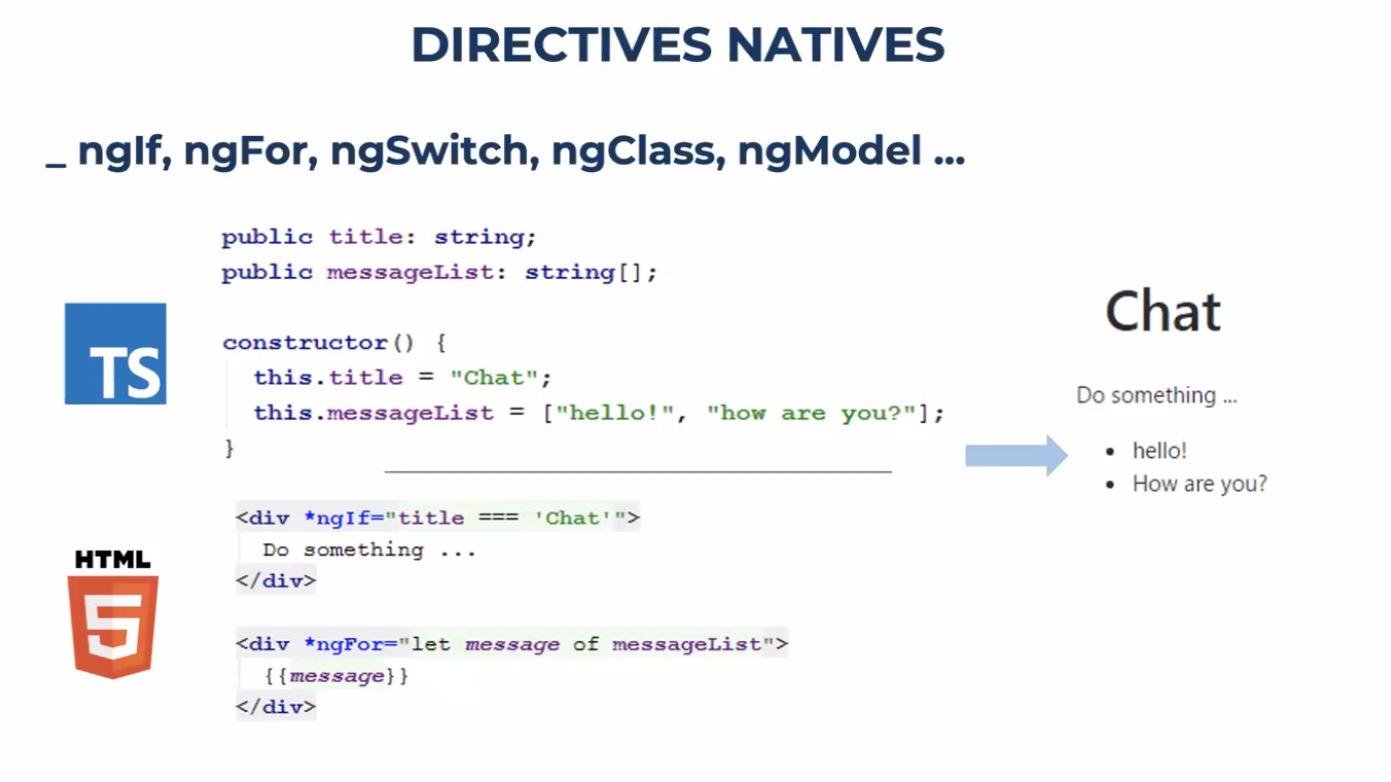 DIRECTIVES NATIVES
_ ngIf, ngFor, ngSwitch, ngClass, ngModel ...
public title: string;
public messageList: string[];
constructor() {
this.title = "Chat";
this.messageList = ["hello!", "how are you?"];
}
TS
<div *ngIf="title === 'Chat'">
Do something ...
</div>
<div *ngFor="let message of messageList">
{{message}}
</div>
HTML
5
Chat
Do something ...
• hello!
• How are you?